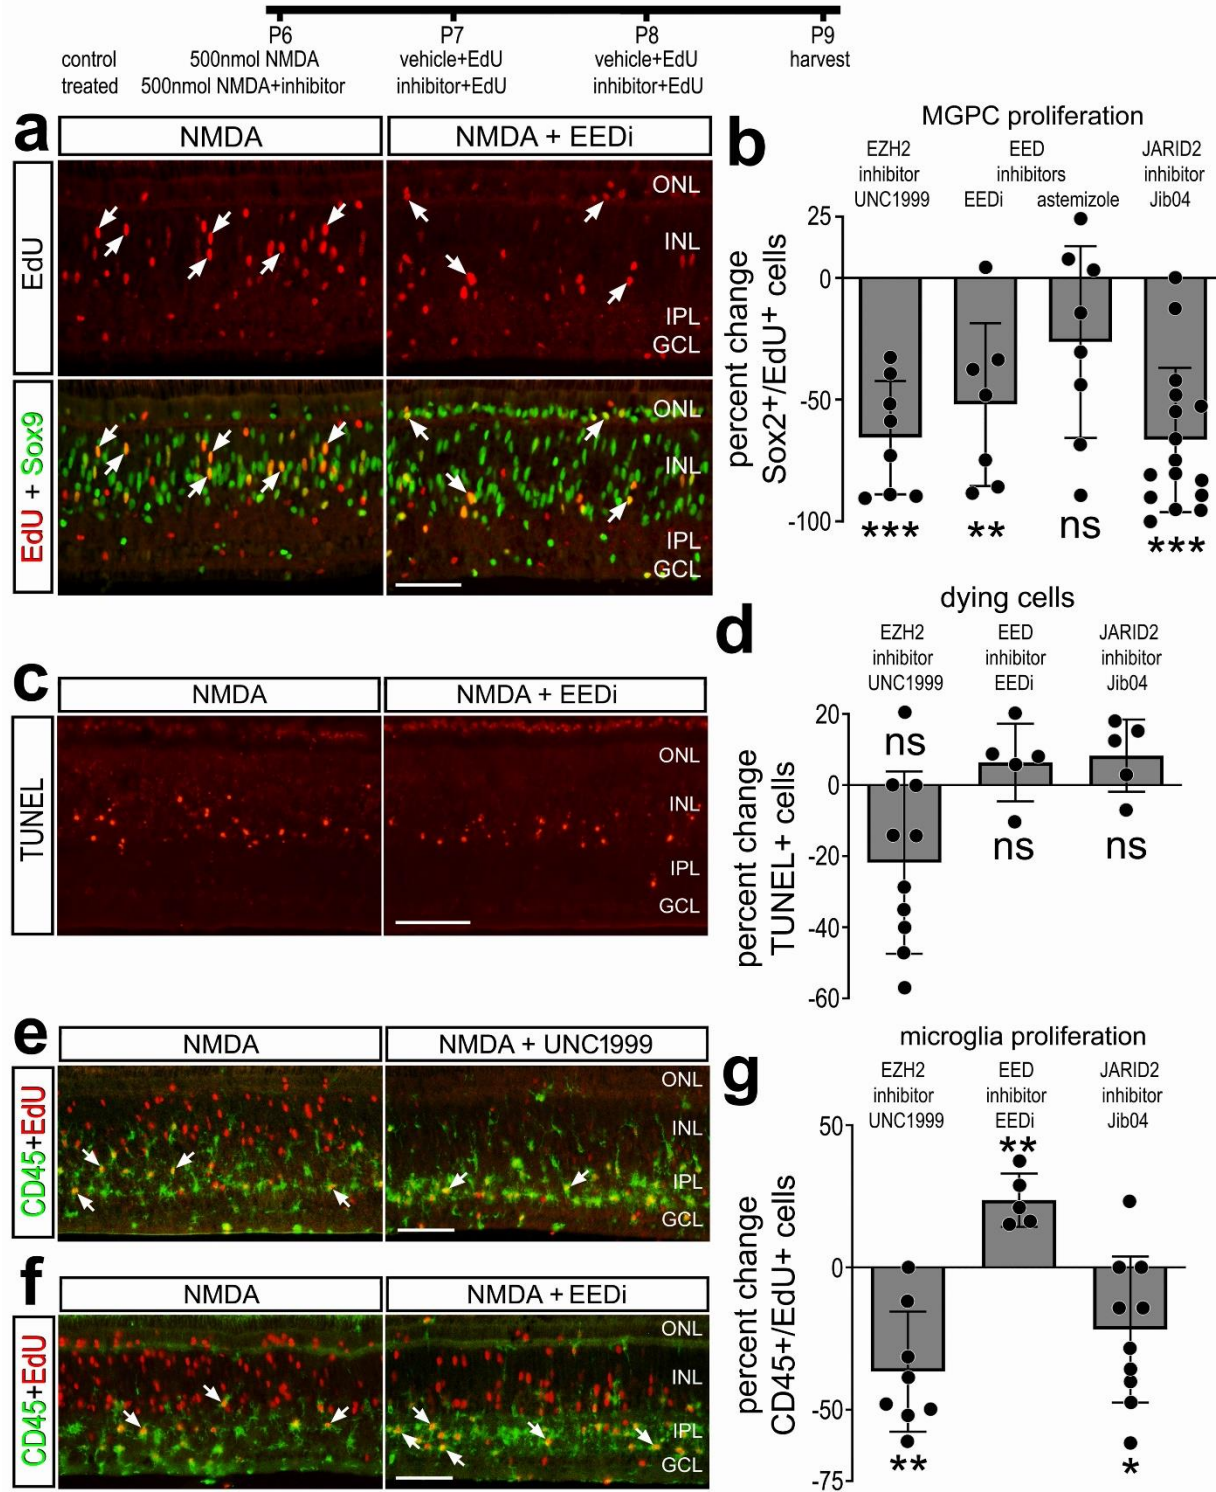 P6 P7 P8 P9
control 500nmol NMDA vehicle+EdU vehicle+EdU harvest
treated 500nmol NMDA+inhibitor inhibitor+EdU inhibitor+EdU
a
NMDA NMDA + EEDi
EdU
ONL
INL
IPL
GCL
EdU + Sox9
ONL
INL
IPL
GCL
b
MGPC proliferation
EZH2 EED JARID2
inhibitor inhibitors inhibitor
UNC1999 EEDi astemizole Jib04
percent change
Sox2+/EdU+ cells
25
0
-50
-100
*** ** ns ***
c
NMDA NMDA + EEDi
TUNEL
ONL
INL
IPL
GCL
d
dying cells
EZH2 EED JARID2
inhibitor inhibitor inhibitor
UNC1999 EEDi Jib04
percent change
TUNEL+ cells
20
0
-20
-40
-60
ns ns ns
e
NMDA NMDA + UNC1999
CD45+EdU
ONL
INL
IPL
GCL
f
NMDA NMDA + EEDi
CD45+EdU
ONL
INL
IPL
GCL
g
microglia proliferation
EZH2 EED JARID2
inhibitor inhibitor inhibitor
UNC1999 EEDi Jib04
percent change
CD45+/EdU+ cells
50
0
-50
-75
** ** *